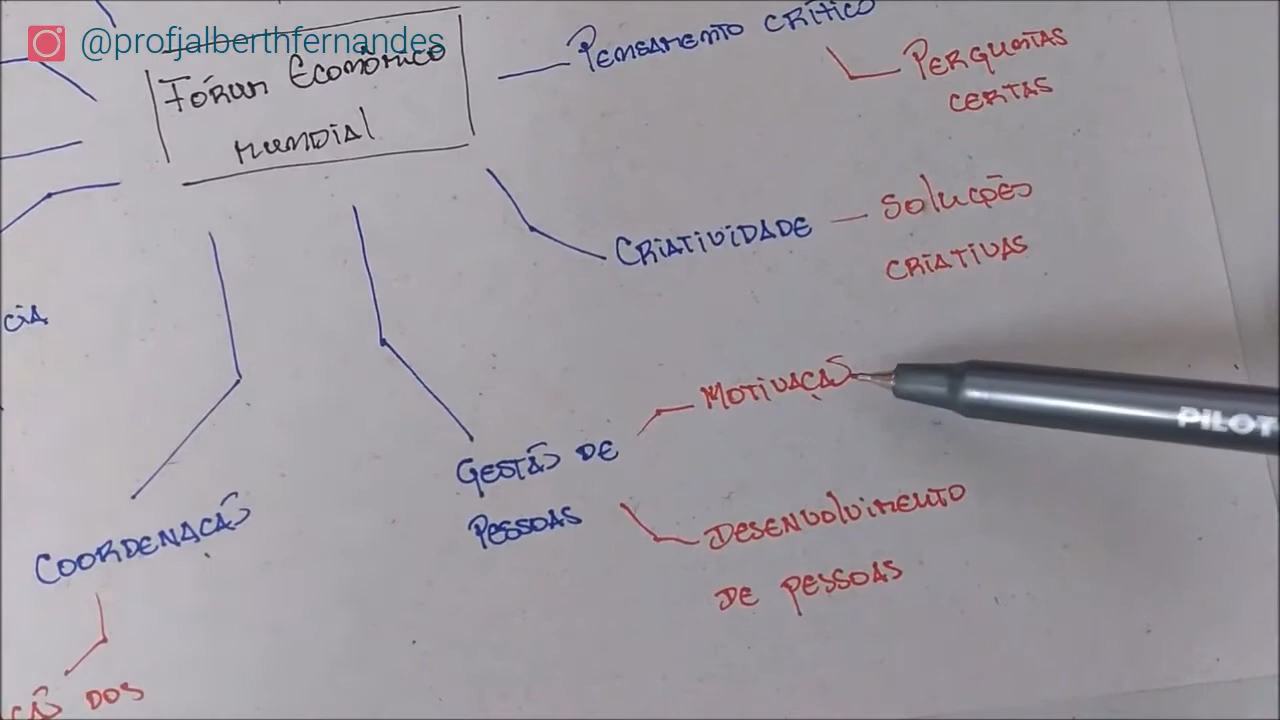 @profjalberthfernandes
Fórum Econômico
Mundial
Pensamento crítico
Perguntas
certas
Criatividade
Soluções
criativas
Motivação
PILOT
Gestão de
pessoas
Desenvolvimento
de pessoas
Coordenação
dos